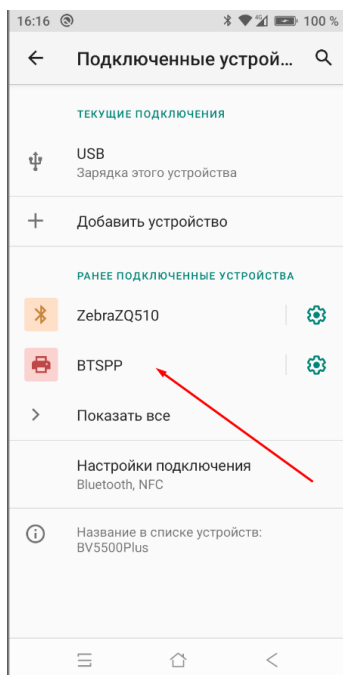 16:16 100 %
Подключенные устрой...
ТЕКУЩИЕ ПОДКЛЮЧЕНИЯ
USB
Зарядка этого устройства
Добавить устройство
РАНЕЕ ПОДКЛЮЧЕННЫЕ УСТРОЙСТВА
ZebraZQ510
BTSPP
Показать все
Настройки подключения
Bluetooth, NFC
Название в списке устройств:
BV5500Plus